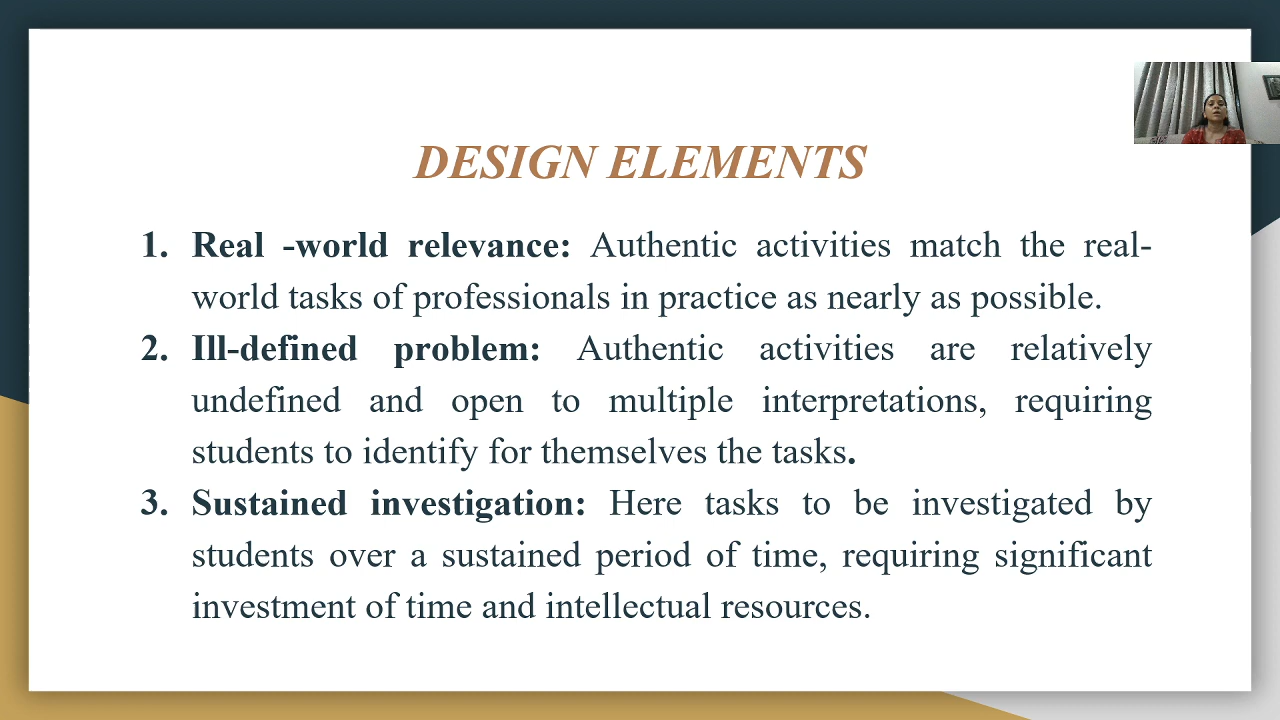 DESIGN ELEMENTS
1. Real -world relevance: Authentic activities match the real-
world tasks of professionals in practice as nearly as possible.
2. Ill-defined problem: Authentic activities are relatively
undefined and open to multiple interpretations, requiring
students to identify for themselves the tasks.
3. Sustained investigation: Here tasks to be investigated by
students over a sustained period of time, requiring significant
investment of time and intellectual resources.